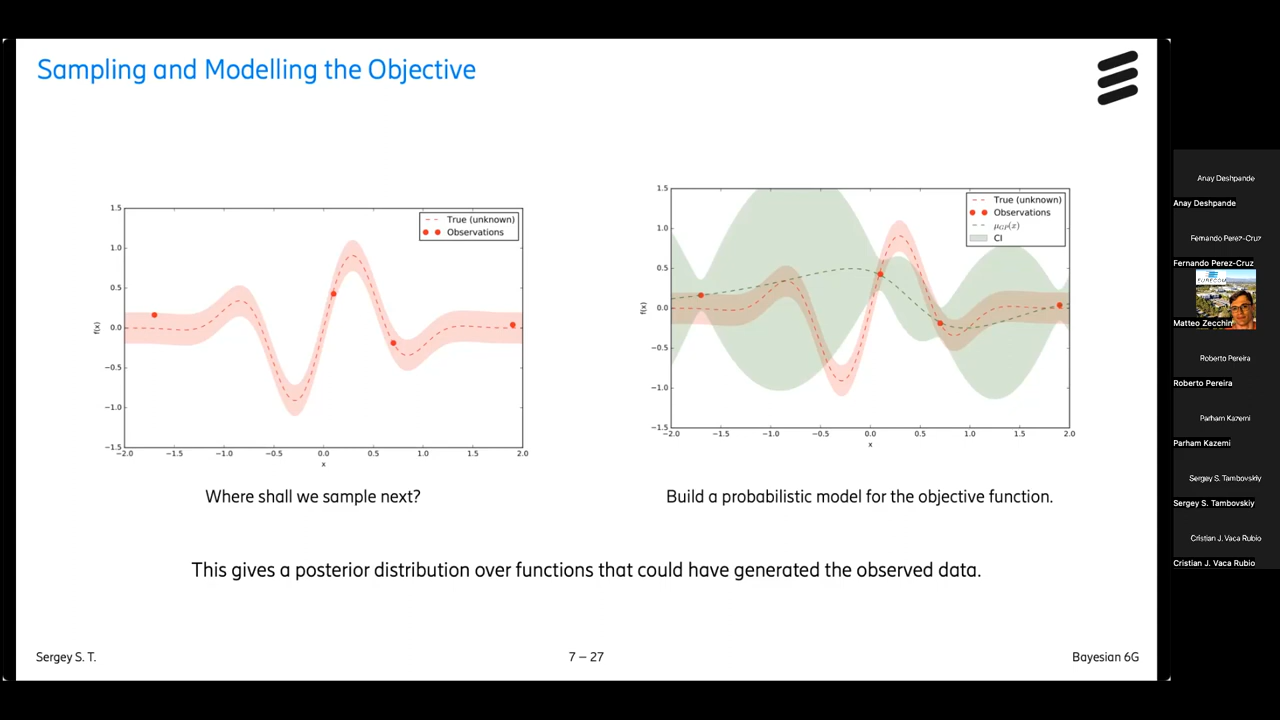 Sampling and Modelling the Objective
1.5
1.0
0.5
0.0
−0.5
−1.0
−1.5
f(x)
−2.0 −1.5 −1.0 −0.5 0.0 0.5 1.0 1.5 2.0
x
True (unknown)
Observations
1.5
1.0
0.5
0.0
−0.5
−1.0
−1.5
f(x)
−2.0 −1.5 −1.0 −0.5 0.0 0.5 1.0 1.5 2.0
x
True (unknown)
Observations
μGP(x)
CI
Where shall we sample next?
Build a probabilistic model for the objective function.
This gives a posterior distribution over functions that could have generated the observed data.
Sergey S. T.
7 – 27
Bayesian 6G
Anay Deshpande
Anay Deshpande
Fernando Perez-Cruz
Fernando Perez-Cruz
EURECOM
Matteo Zecchin
Roberto Pereira
Roberto Pereira
Parham Kazemi
Parham Kazemi
Sergey S. Tambovskiy
Sergey S. Tambovskiy
Cristian J. Vaca Rubio
Cristian J. Vaca Rubio